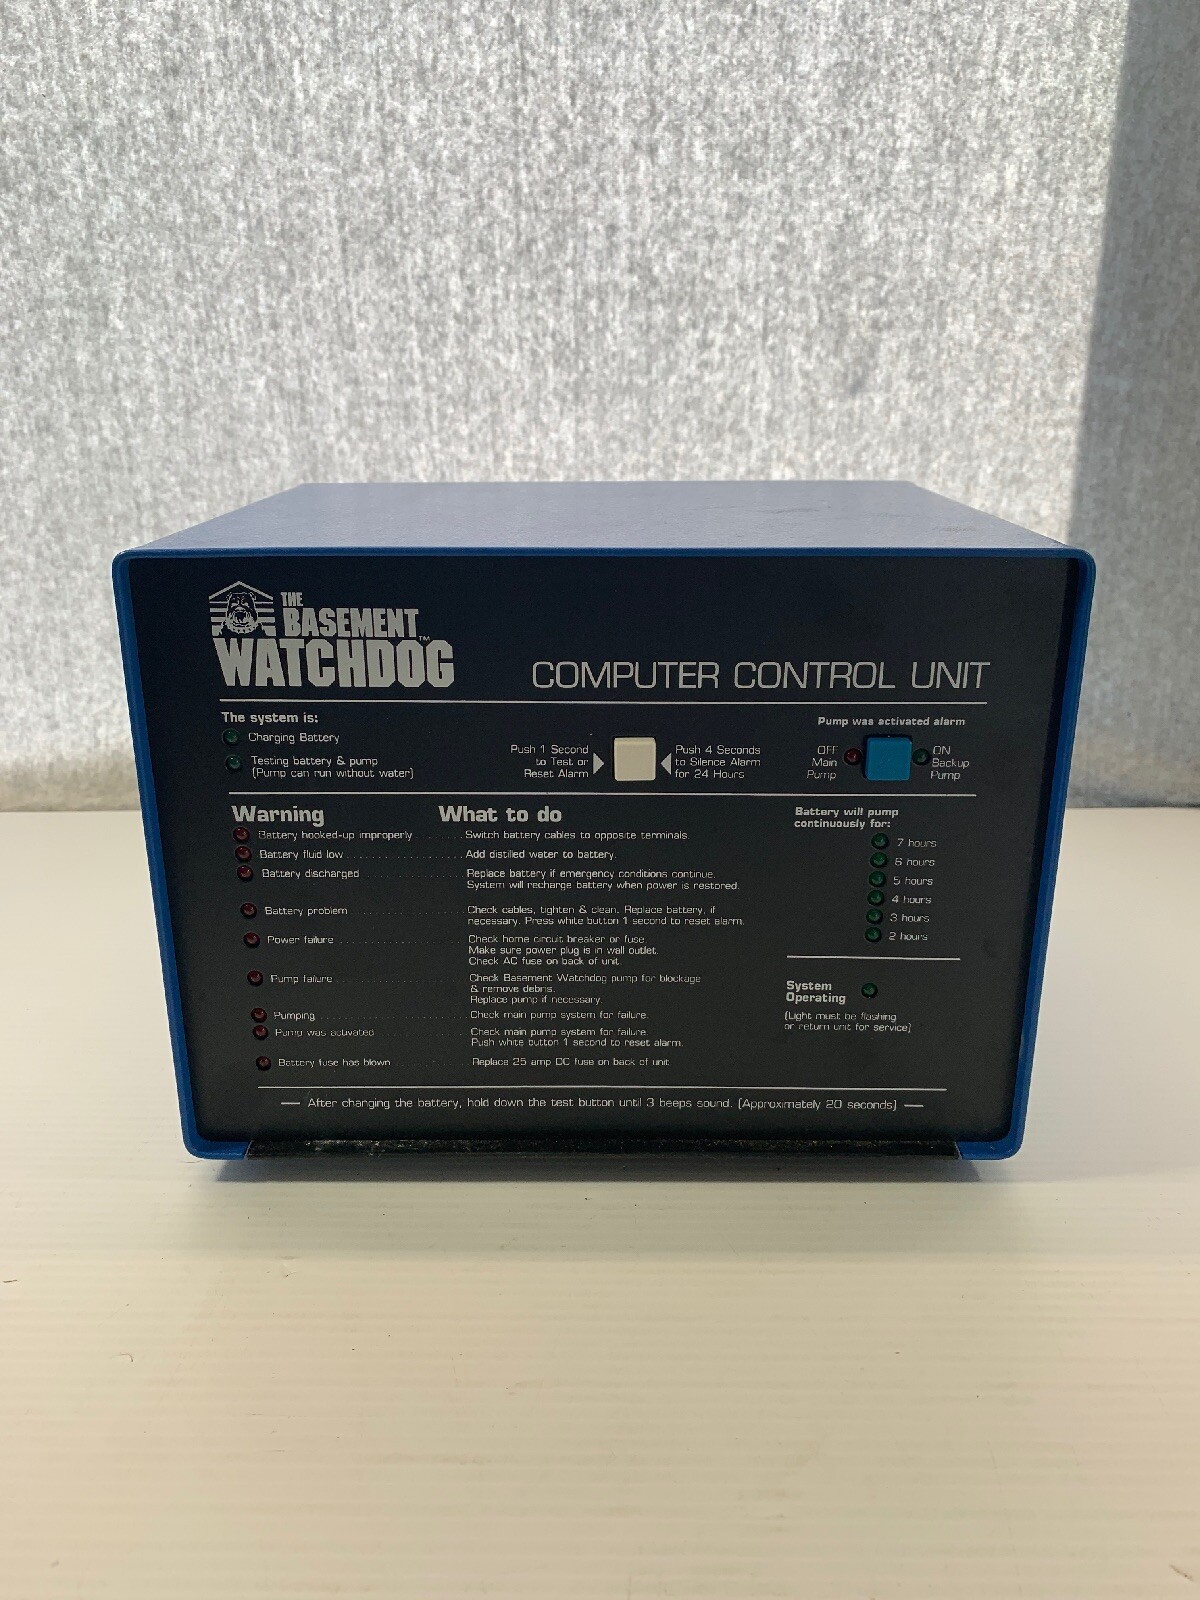 THE
BASEMENT
WATCHDOG™
COMPUTER CONTROL UNIT
The system is:
Charging Battery
Testing battery & pump
(Pump can run without water)
Push 1 Second
to Test or
Reset Alarm
Push 4 Seconds
to Silence Alarm
for 24 Hours
Pump was activated alarm
OFF
Main
Pump
ON
Backup
Pump
Warning What to do
Battery hooked-up improperly ........ Switch battery cables to opposite terminals.
Battery fluid low .................... Add distilled water to battery.
Battery discharged .................. Replace battery if emergency conditions continue.
System will recharge battery when power is restored.
Battery problem .................... Check cables, tighten & clean. Replace battery, if
necessary. Press white button 1 second to reset alarm.
Power failure ...................... Check home circuit breaker or fuse.
Make sure power plug is in wall outlet.
Check AC fuse on back of unit.
Pump failure ...................... Check Basement Watchdog pump for blockage
& remove debris.
Replace pump if necessary.
Pumping .......................... Check main pump system for failure.
Pump was activated ................ Check main pump system for failure.
Push white button 1 second to reset alarm.
Battery fuse has blown ............ Replace 25 amp DC fuse on back of unit.
Battery will pump
continuously for:
7 hours
6 hours
5 hours
4 hours
3 hours
2 hours
System
Operating
(Light must be flashing
or return unit for service)
— After changing the battery, hold down the test button until 3 beeps sound. (Approximately 20 seconds) —